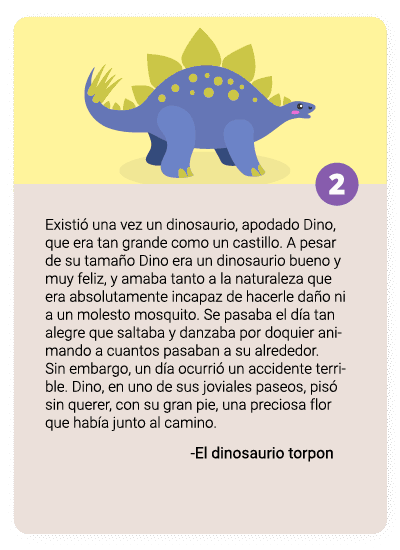 2
Existió una vez un dinosaurio, apodado Dino,
que era tan grande como un castillo. A pesar
de su tamaño Dino era un dinosaurio bueno y
muy feliz, y amaba tanto a la naturaleza que
era absolutamente incapaz de hacerle daño ni
a un molesto mosquito. Se pasaba el día tan
alegre que saltaba y danzaba por doquier ani-
mando a cuantos pasaban a su alrededor.
Sin embargo, un día ocurrió un accidente terri-
ble. Dino, en uno de sus joviales paseos, pisó
sin querer, con su gran pie, una preciosa flor
que había junto al camino.
-El dinosaurio torpon